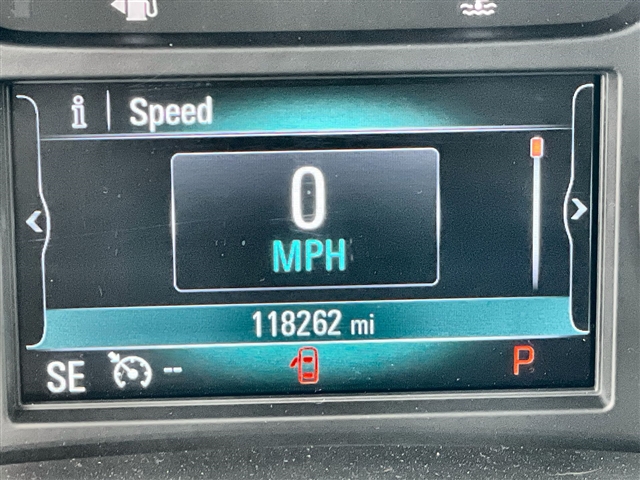 i | Speed
0
MPH
118262 mi
SE --
P